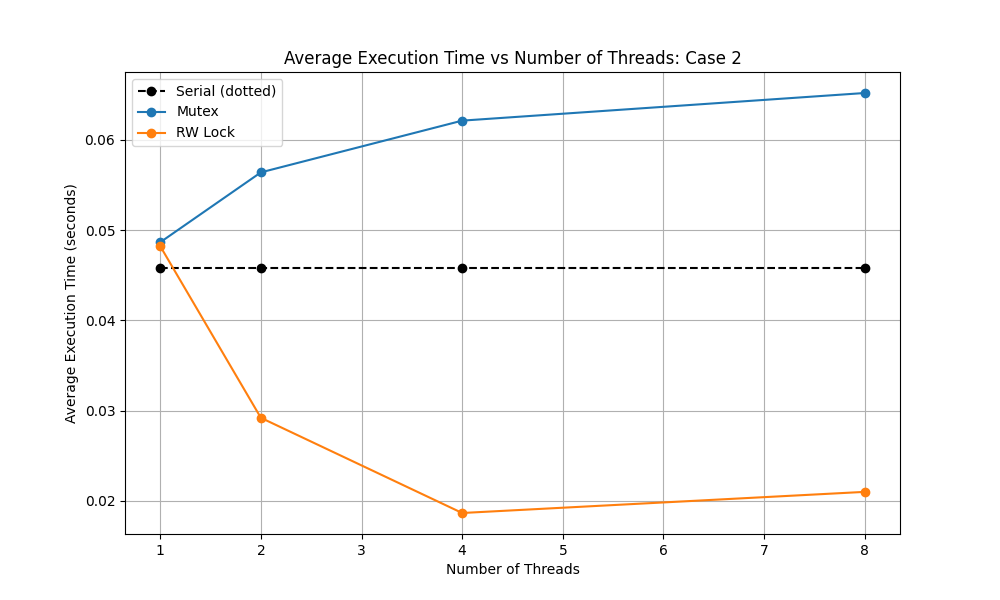 Average Execution Time vs Number of Threads: Case 2
Serial (dotted)
Mutex
RW Lock
Average Execution Time (seconds)
0.06
0.05
0.04
0.03
0.02
1 2 3 4 5 6 7 8
Number of Threads